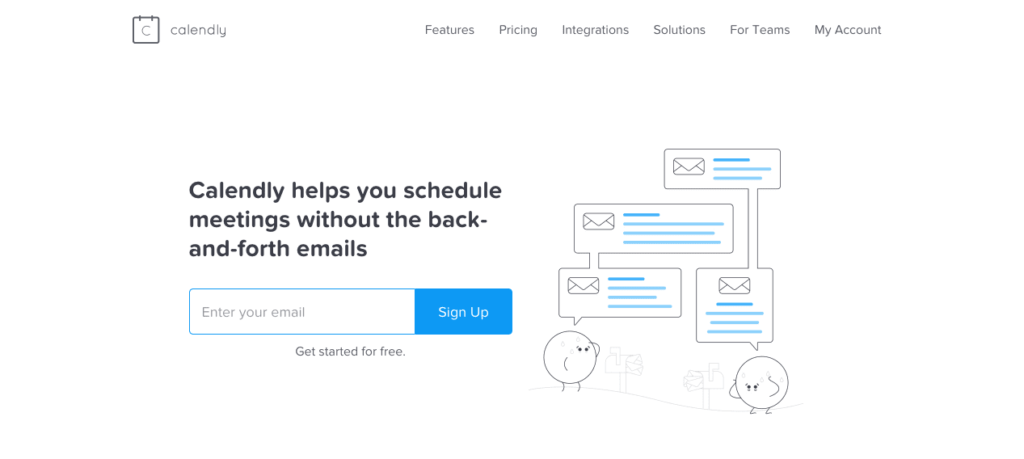 C
calendly
Features
Pricing
Integrations
Solutions
For Teams
My Account
Calendly helps you schedule
meetings without the back-
and-forth emails
Enter your email
Sign Up
Get started for free.